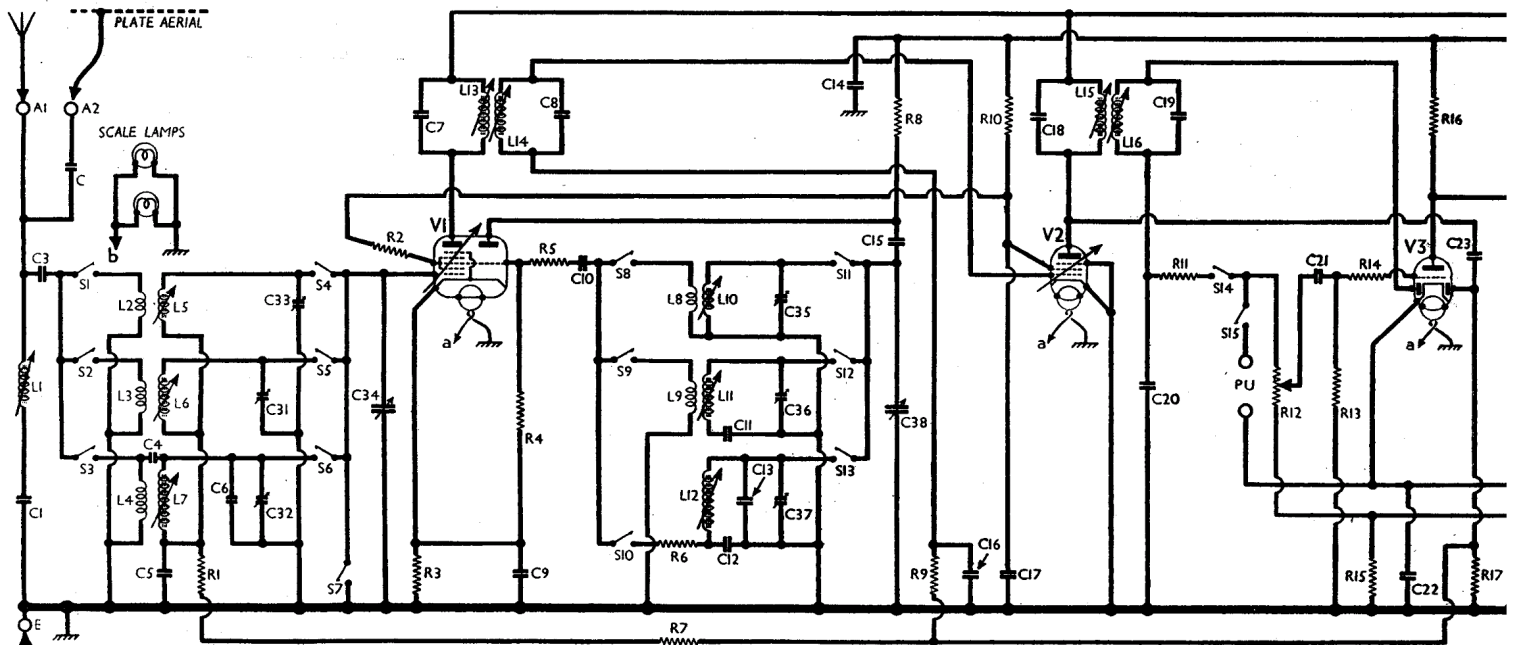 PLATE AERIAL
A1
A2
SCALE LAMPS
C
b
C3
S1
S2
S3
L1
C1
E
L2
L3
L4
L5
L6
L7
C4
C5
C6
R1
C31
C32
C33
S4
S5
S6
S7
C34
C7
L13
L14
C8
R2
V1
a
R3
R4
R5
C9
C10
S8
S9
S10
L8
L9
L10
L11
L12
R6
C11
C12
C13
C35
C36
C37
S11
S12
S13
C38
C14
R8
C15
R9
C16
R10
C17
R7
V2
a
C18
L15
L16
C19
C20
R11
S14
S15
PU
R12
C21
R13
R14
R15
C22
R16
V3
a
C23
R17